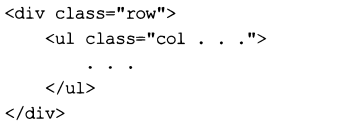 <div class="row">
    <ul class="col . . .">
        . . .
    </ul>
</div>